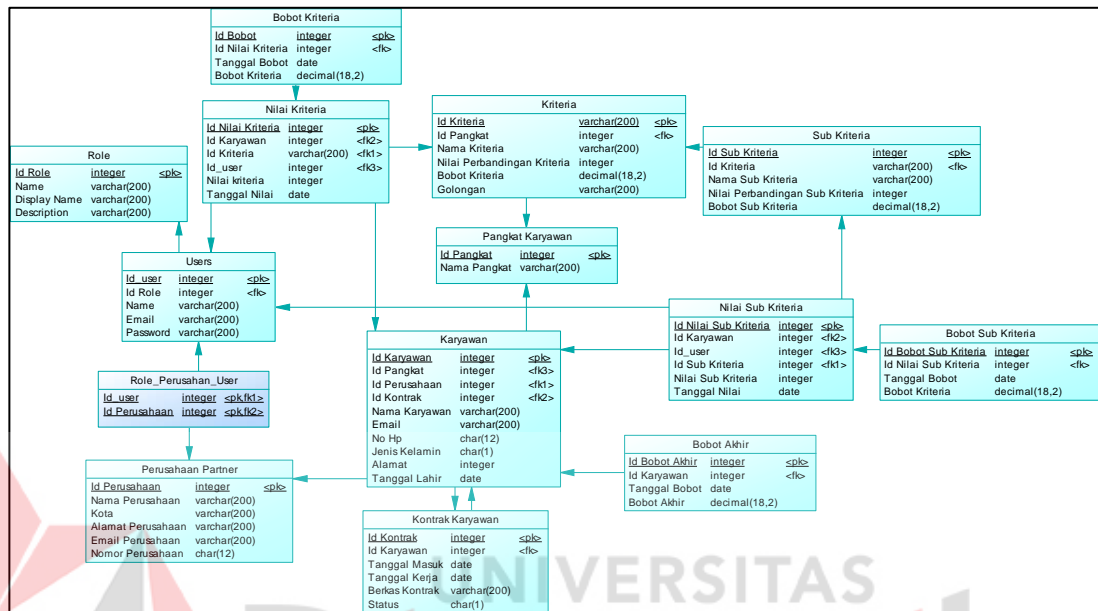 Bobot Kriteria
Id Bobot integer <pk>
Id Nilai Kriteria integer <fk>
Tanggal Bobot date
Bobot Kriteria decimal(18,2)
Nilai Kriteria
Id Nilai Kriteria integer <pk>
Id Karyawan integer <fk2>
Id Kriteria varchar(200) <fk1>
Id_user integer <fk3>
Nilai kriteria integer
Tanggal Nilai date
Kriteria
Id Kriteria varchar(200) <pk>
Id Pangkat integer <fk>
Nama Kriteria varchar(200)
Nilai Perbandingan Kriteria integer
Bobot Kriteria decimal(18,2)
Golongan varchar(200)
Sub Kriteria
Id Sub Kriteria integer <pk>
Id Kriteria varchar(200) <fk>
Nama Sub Kriteria varchar(200)
Nilai Perbandingan Sub Kriteria integer
Bobot Sub Kriteria decimal(18,2)
Role
Id Role integer <pk>
Name varchar(200)
Display Name varchar(200)
Description varchar(200)
Pangkat Karyawan
Id Pangkat integer <pk>
Nama Pangkat varchar(200)
Users
Id_user integer <pk>
Id Role integer <fk>
Name varchar(200)
Email varchar(200)
Password varchar(200)
Nilai Sub Kriteria
Id Nilai Sub Kriteria integer <pk>
Id Karyawan integer <fk2>
Id_user integer <fk3>
Id Sub Kriteria integer <fk1>
Nilai Sub Kriteria integer
Tanggal Nilai date
Bobot Sub Kriteria
Id Bobot Sub Kriteria integer <pk>
Id Nilai Sub Kriteria integer <fk>
Tanggal Bobot date
Bobot Kriteria decimal(18,2)
Karyawan
Id Karyawan integer <pk>
Id Pangkat integer <fk3>
Id Perusahaan integer <fk1>
Id Kontrak integer <fk2>
Nama Karyawan varchar(200)
Email varchar(200)
No Hp char(12)
Jenis Kelamin char(1)
Alamat integer
Tanggal Lahir date
Role_Perusahan_User
Id_user integer <pk,fk1>
Id Perusahaan integer <pk,fk2>
Bobot Akhir
Id Bobot Akhir integer <pk>
Id Karyawan integer <fk>
Tanggal Bobot date
Bobot Akhir decimal(18,2)
Perusahaan Partner
Id Perusahaan integer <pk>
Nama Perusahaan varchar(200)
Kota varchar(200)
Alamat Perusahaan varchar(200)
Email Perusahaan varchar(200)
Nomor Perusahaan char(12)
Kontrak Karyawan
Id Kontrak integer <pk>
Id Karyawan integer <fk>
Tanggal Masuk date
Tanggal Kerja date
Berkas Kontrak varchar(200)
Status char(1)
UNIVERSITAS